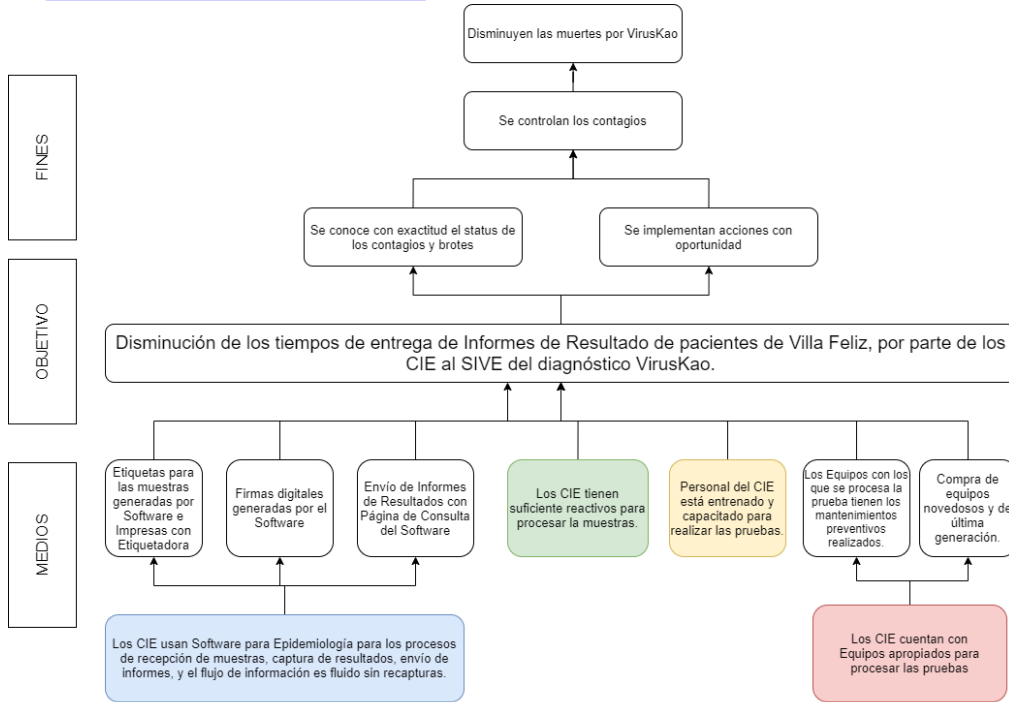 Disminuyen las muertes por VirusKao
FINES
Se controlan los contagios
Se conoce con exactitud el status de
los contagios y brotes
Se implementan acciones con
oportunidad
OBJETIVO
Disminución de los tiempos de entrega de Informes de Resultado de pacientes de Villa Feliz, por parte de los
CIE al SIVE del diagnóstico VirusKao.
MEDIOS
Etiquetas para
las muestras
generadas por
Software e
Impresas con
Etiquetadora
Firmas digitales
generadas por el
Software
Envío de Informes
de Resultados con
Página de Consulta
del Software
Los CIE tienen
suficiente reactivos para
procesar la muestras.
Personal del CIE
está entrenado y
capacitado para
realizar las pruebas.
Los Equipos con los
que se procesa la
prueba tienen los
mantenimientos
preventivos
realizados.
Compra de
equipos
novedosos y de
última
generación.
Los CIE usan Software para Epidemiología para los procesos
de recepción de muestras, captura de resultados, envío de
informes, y el flujo de información es fluido sin recapturas.
Los CIE cuentan con
Equipos apropiados para
procesar las pruebas